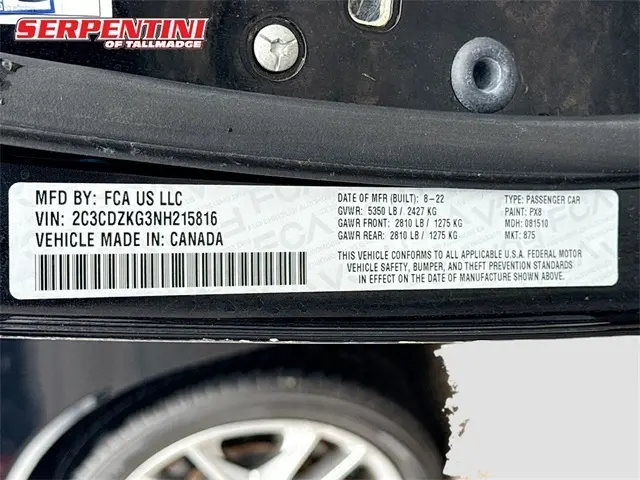 SERPENTINI
OF TALLMADGE
MFD BY: FCA US LLC
VIN: 2C3CDZKG3NH215816
VEHICLE MADE IN: CANADA
DATE OF MFR (BUILT): 8-22
GVWR: 5350 LB / 2427 KG
GAWR FRONT: 2810 LB / 1275 KG
GAWR REAR: 2810 LB / 1275 KG
TYPE: PASSENGER CAR
PAINT: PX8
MDH: 081510
MKT: 875
THIS VEHICLE CONFORMS TO ALL APPLICABLE U.S.A. FEDERAL MOTOR
VEHICLE SAFETY, BUMPER, AND THEFT PREVENTION STANDARDS
IN EFFECT ON THE DATE OF MANUFACTURE SHOWN ABOVE.